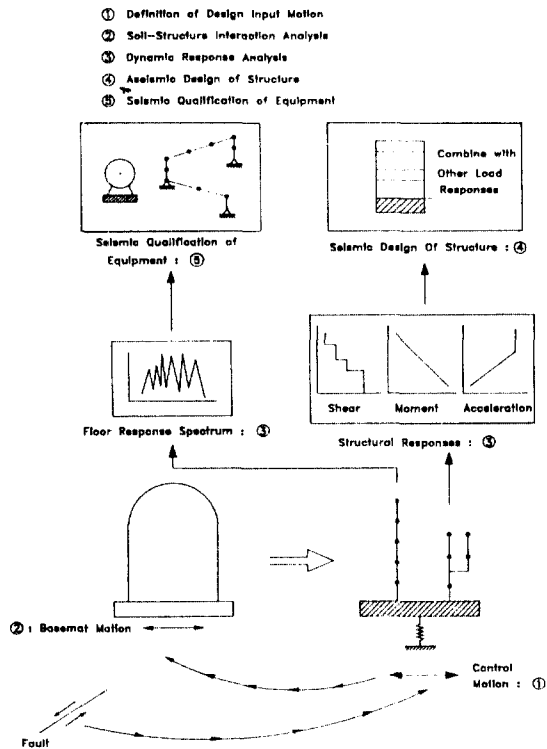 ① Definition of Design Input Motion
② Soil-Structure Interaction Analysis
③ Dynamic Response Analysis
④ Aseismic Design of Structure
⑤ Seismic Qualification of Equipment
Combine with
Other Load
Responses
Seismic Qualification of
Equipment : ⑤
Seismic Design Of Structure : ④
Shear Moment Acceleration
Floor Response Spectrum : ③
Structural Responses : ③
② : Basemat Motion
Control
Motion : ①
Fault